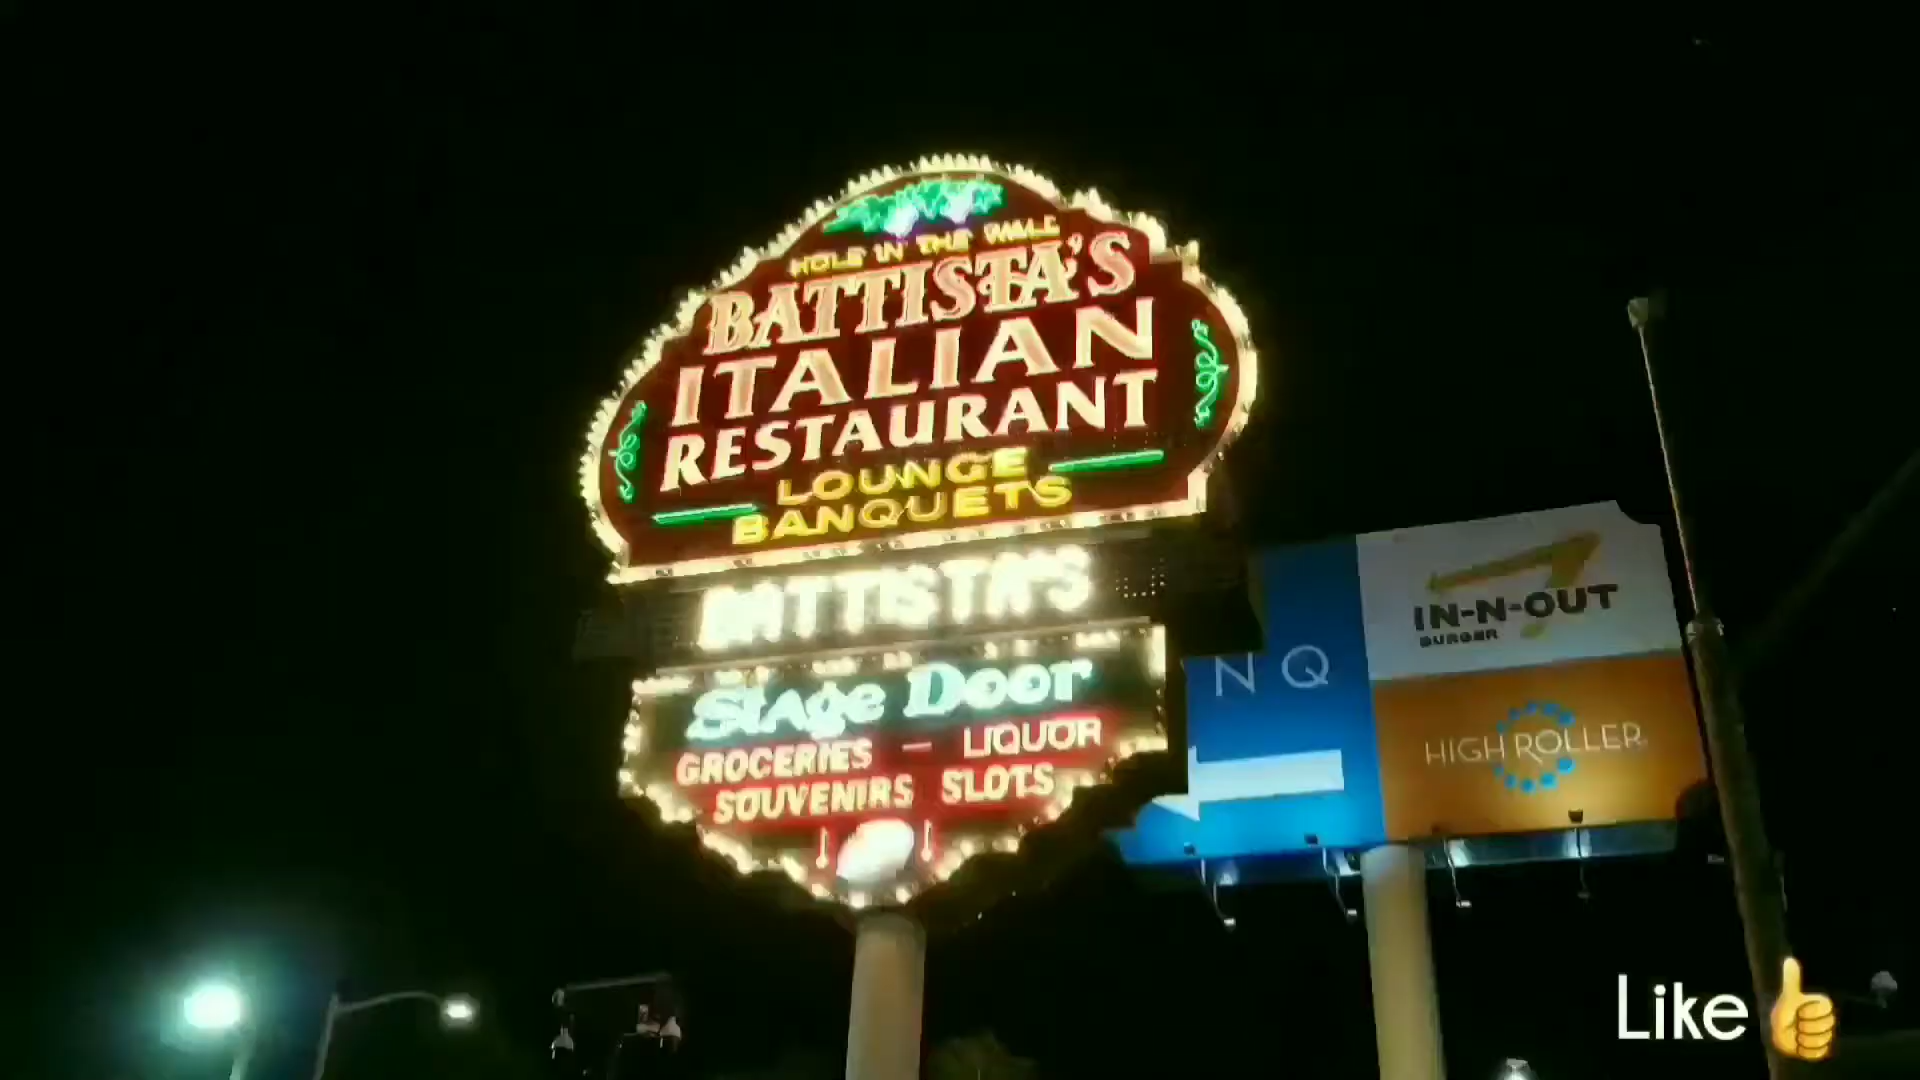 HOLE IN THE WALL
BATTISTA'S
ITALIAN
RESTAURANT
LOUNGE
BANQUETS
BATTISTA'S
Stage Door
GROCERIES — LIQUOR
SOUVENIRS SLOTS
NQ
IN-N-OUT
BURGER
HIGH ROLLER
Like 👍